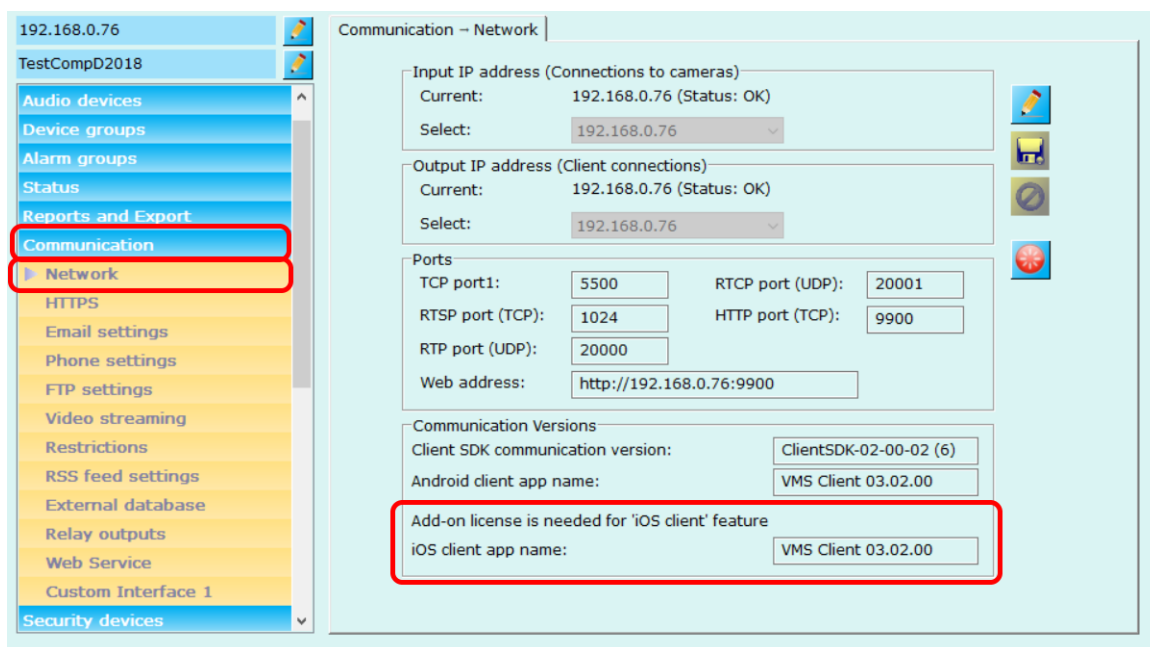 192.168.0.76
TestCompD2018
Audio devices
Device groups
Alarm groups
Status
Reports and Export
Communication
Network
HTTPS
Email settings
Phone settings
FTP settings
Video streaming
Restrictions
RSS feed settings
External database
Relay outputs
Web Service
Custom Interface 1
Security devices
Communication → Network
Input IP address (Connections to cameras)
Current: 192.168.0.76 (Status: OK)
Select: 192.168.0.76
Output IP address (Client connections)
Current: 192.168.0.76 (Status: OK)
Select: 192.168.0.76
Ports
TCP port1: 5500 RTCP port (UDP): 20001
RTSP port (TCP): 1024 HTTP port (TCP): 9900
RTP port (UDP): 20000
Web address: http://192.168.0.76:9900
Communication Versions
Client SDK communication version: ClientSDK-02-00-02 (6)
Android client app name: VMS Client 03.02.00
Add-on license is needed for 'iOS client' feature
iOS client app name: VMS Client 03.02.00